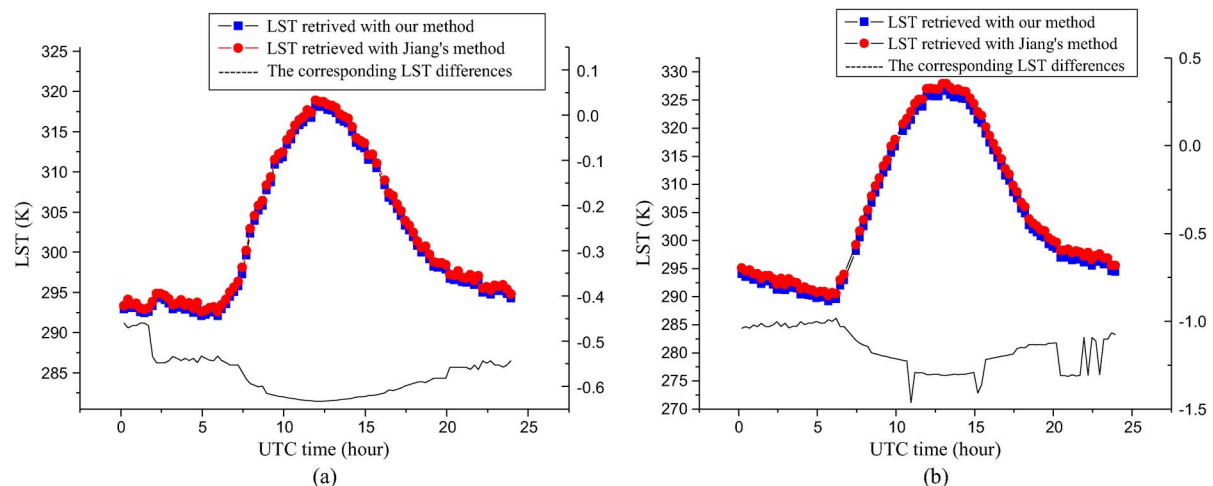 LST retrived with our method
LST retrieved with Jiang's method
The corresponding LST differences
325
320
315
310
305
300
295
290
285
LST (K)
0.1
0.0
-0.1
-0.2
-0.3
-0.4
-0.5
-0.6
0 5 10 15 20 25
UTC time (hour)
(a)
LST retrieved with our method
LST retrieved with Jiang's method
The corresponding LST differences
330
325
320
315
310
305
300
295
290
285
280
275
270
LST (K)
0.5
0.0
-0.5
-1.0
-1.5
0 5 10 15 20 25
UTC time (hour)
(b)